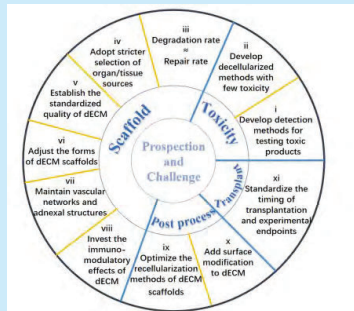 iii
Degradation rate
=
Repair rate
iv
Adopt stricter
selection of
organ/tissue
sources
ii
Develop
decellularized
methods with
few toxicity
v
Establish the
standardized
quality of dECM
i
Develop detection
methods for
testing toxic
products
Scaffold
Toxicity
Prospection
and
Challenge
vi
Adjust the forms
of dECM scaffolds
xi
Standardize the
timing of
transplantation
and experimental
endpoints
vii
Maintain vascular
networks and
adnexal structures
Transplant
Post process
viii
Invest the
immuno-
modulatory
effects of
dECM
ix
Optimize the
recellularization
methods of dECM
scaffolds
x
Add surface
modification
to dECM